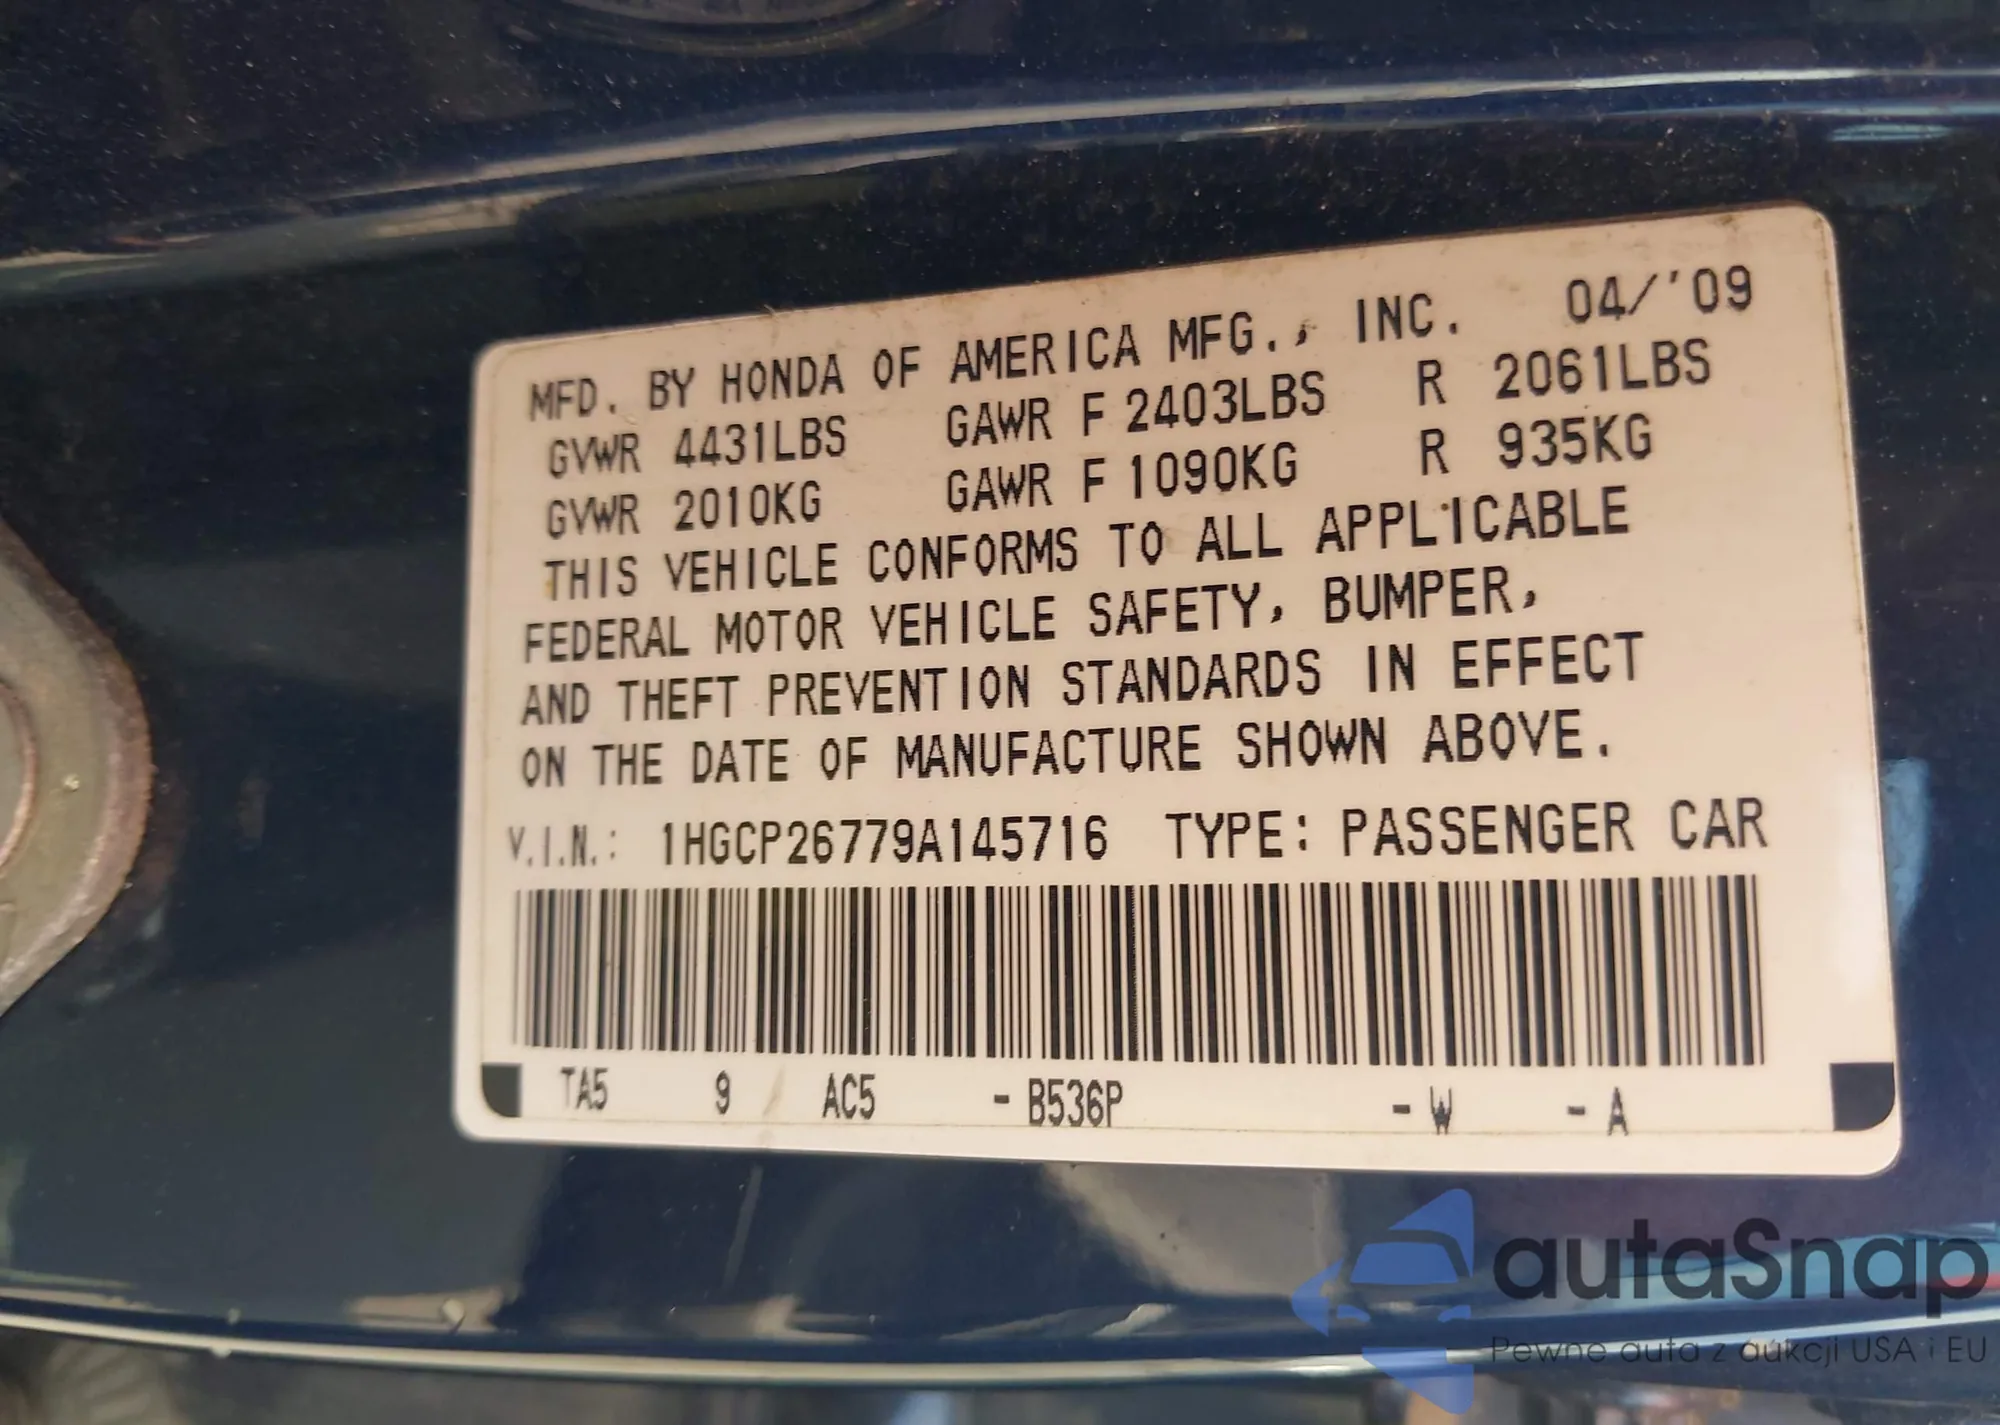 MFD. BY HONDA OF AMERICA MFG., INC. 04/'09
GVWR 4431LBS GAWR F 2403LBS R 2061LBS
GVWR 2010KG GAWR F 1090KG R 935KG
THIS VEHICLE CONFORMS TO ALL APPLICABLE
FEDERAL MOTOR VEHICLE SAFETY, BUMPER,
AND THEFT PREVENTION STANDARDS IN EFFECT
ON THE DATE OF MANUFACTURE SHOWN ABOVE.
V.I.N.: 1HGCP26779A145716 TYPE: PASSENGER CAR
TA5 9 AC5 - B536P - W - A
autaSnap
Pewne auta z aukcji USA i EU